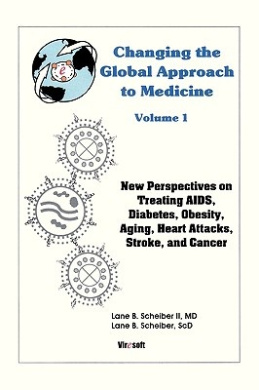 Changing the
Global Approach
to Medicine
Volume 1
New Perspectives on
Treating AIDS,
Diabetes, Obesity,
Aging, Heart Attacks,
Stroke, and Cancer
Lane B. Scheiber II, MD
Lane B. Scheiber, ScD
Viresoft